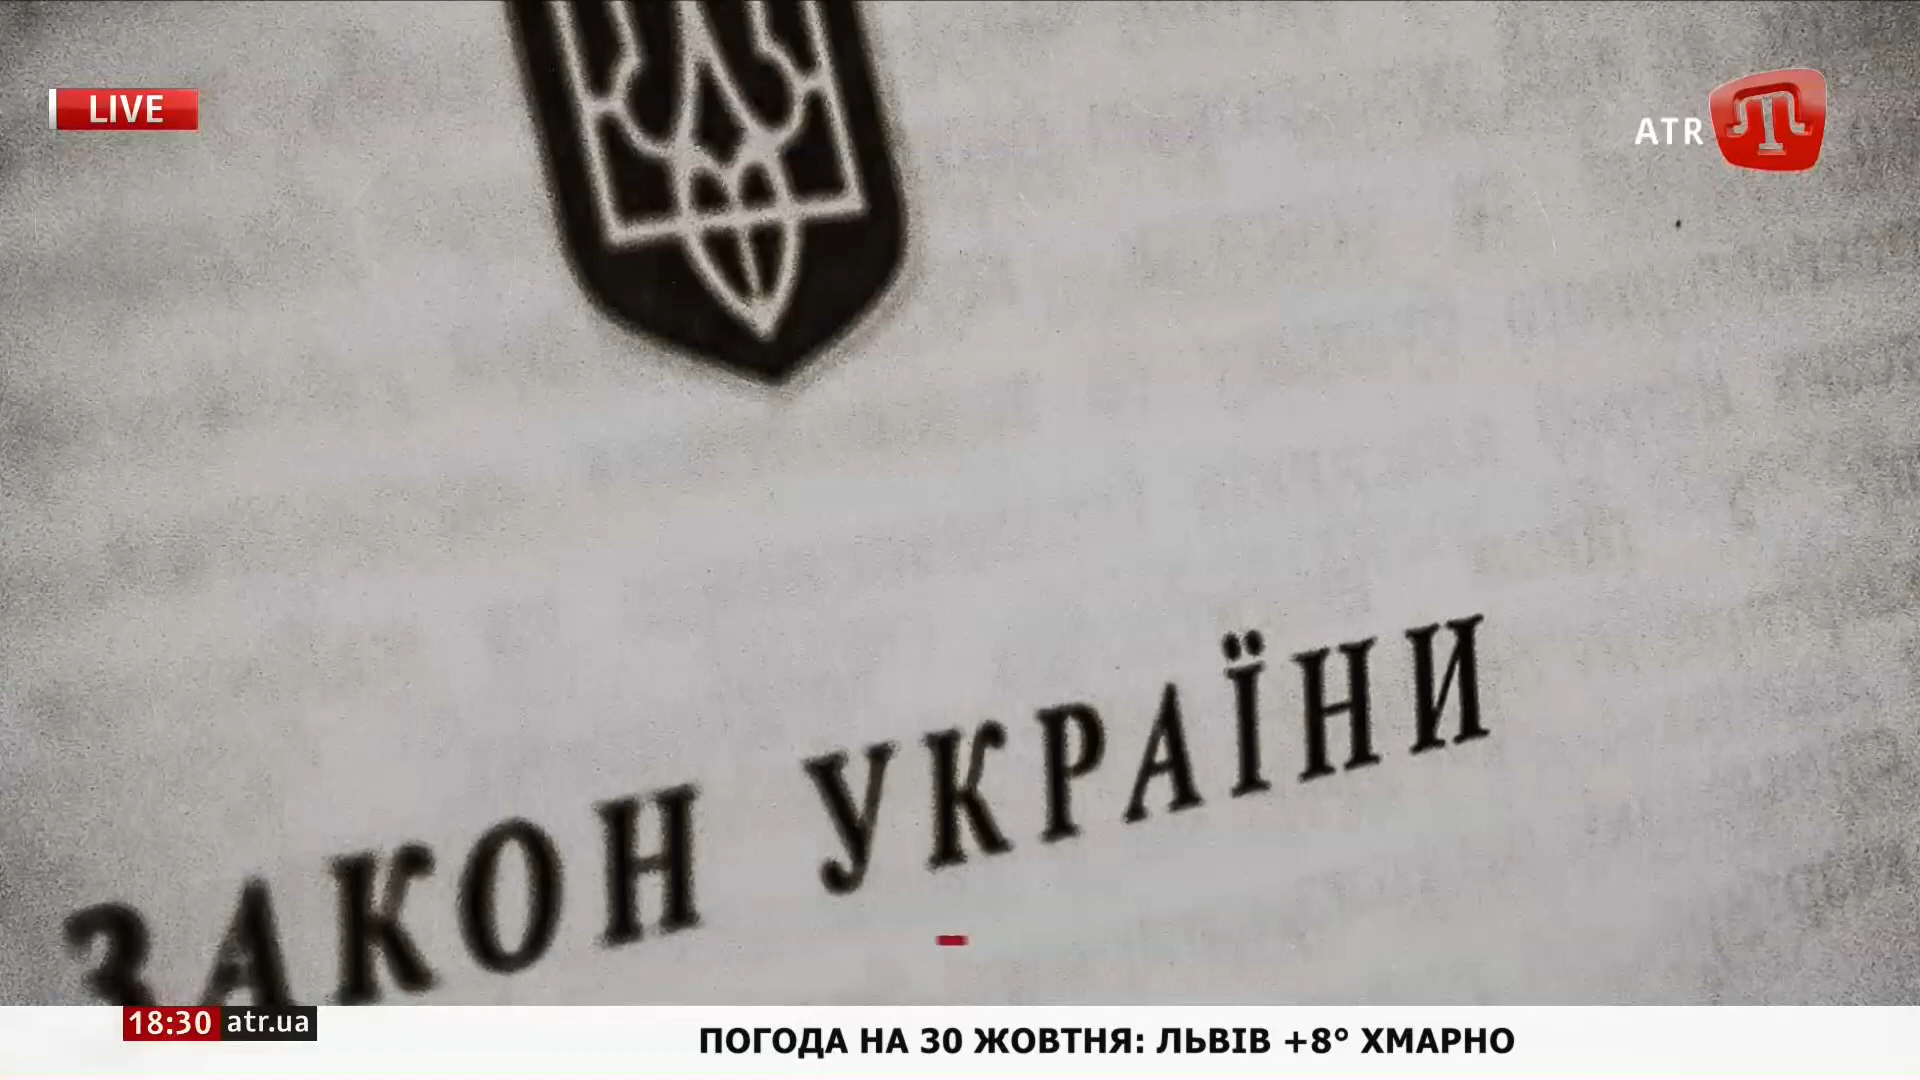 LIVE
ATR
ЗАКОН УКРАЇНИ
18:30 atr.ua
ПОГОДА НА 30 ЖОВТНЯ: ЛЬВІВ +8° ХМАРНО